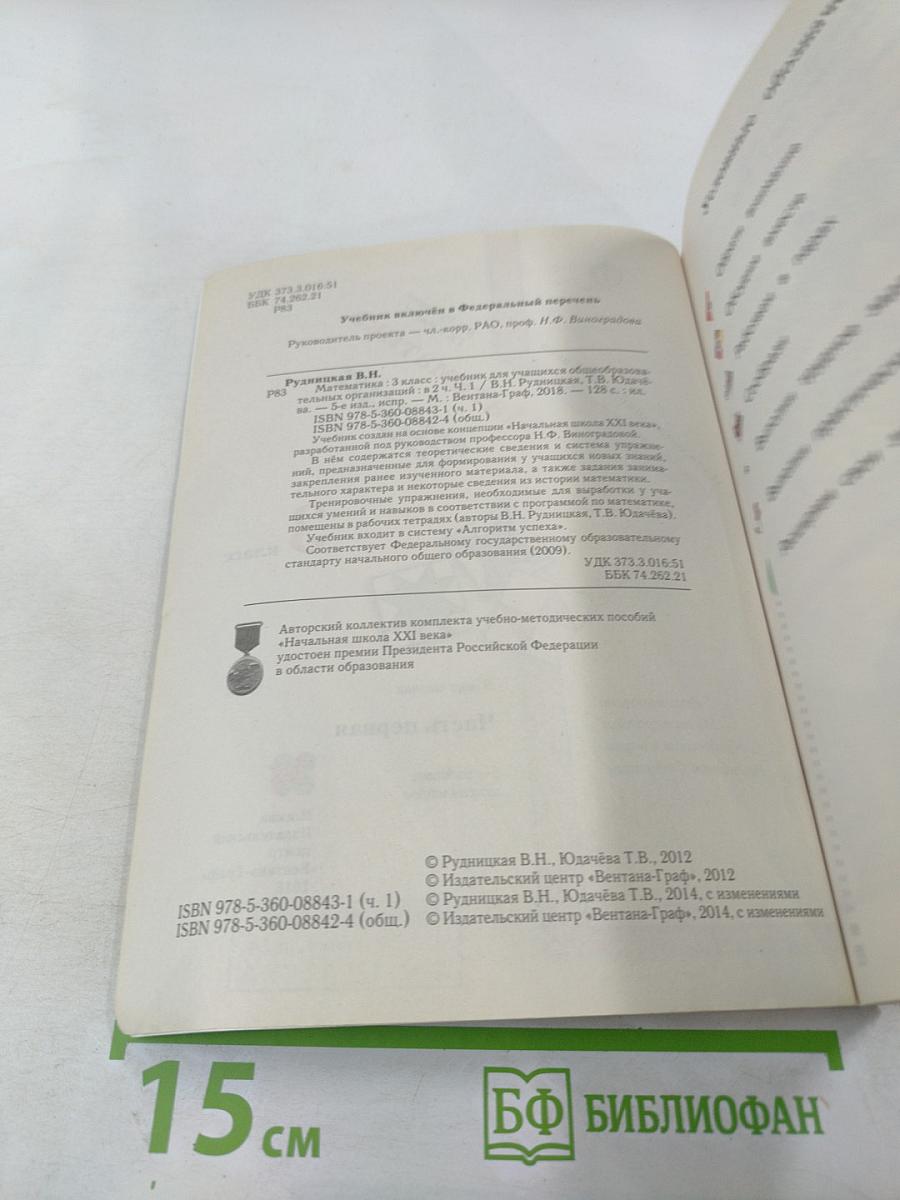 УДК 373.3.016:51
ББК 74.262.21
Р83
Учебник включён в Федеральный перечень
Руководитель проекта — чл.-корр. РАО, проф. Н.Ф. Виноградова
Рудницкая В.Н.
Р83 Математика : 3 класс : учебник для учащихся общеобразова-
тельных организаций : в 2 ч. Ч. 1 / В.Н. Рудницкая, Т.В. Юдачё-
ва. — 5-е изд., испр. — М. : Вентана-Граф, 2018. — 128 с. : ил.
ISBN 978-5-360-08843-1 (ч. 1)
ISBN 978-5-360-08842-4 (общ.)
Учебник создан на основе концепции «Начальная школа XXI века»,
разработанной под руководством профессора Н.Ф. Виноградовой.
В нём содержатся теоретические сведения и система упражне-
ний, предназначенные для формирования у учащихся новых знаний,
закрепления ранее изученного материала, а также задания занима-
тельного характера и некоторые сведения из истории математики.
Тренировочные упражнения, необходимые для выработки у уча-
щихся умений и навыков в соответствии с программой по математике,
помещены в рабочих тетрадях (авторы В.Н. Рудницкая, Т.В. Юдачёва).
Учебник входит в систему «Алгоритм успеха».
Соответствует Федеральному государственному образовательному
стандарту начального общего образования (2009).
УДК 373.3.016:51
ББК 74.262.21
Авторский коллектив комплекта учебно-методических пособий
«Начальная школа XXI века»
удостоен премии Президента Российской Федерации
в области образования
© Рудницкая В.Н., Юдачёва Т.В., 2012
© Издательский центр «Вентана-Граф», 2012
ISBN 978-5-360-08843-1 (ч. 1) © Рудницкая В.Н., Юдачёва Т.В., 2014, с изменениями
ISBN 978-5-360-08842-4 (общ.) © Издательский центр «Вентана-Граф», 2014, с изменениями
15 см
БФ БИБЛИОФАН